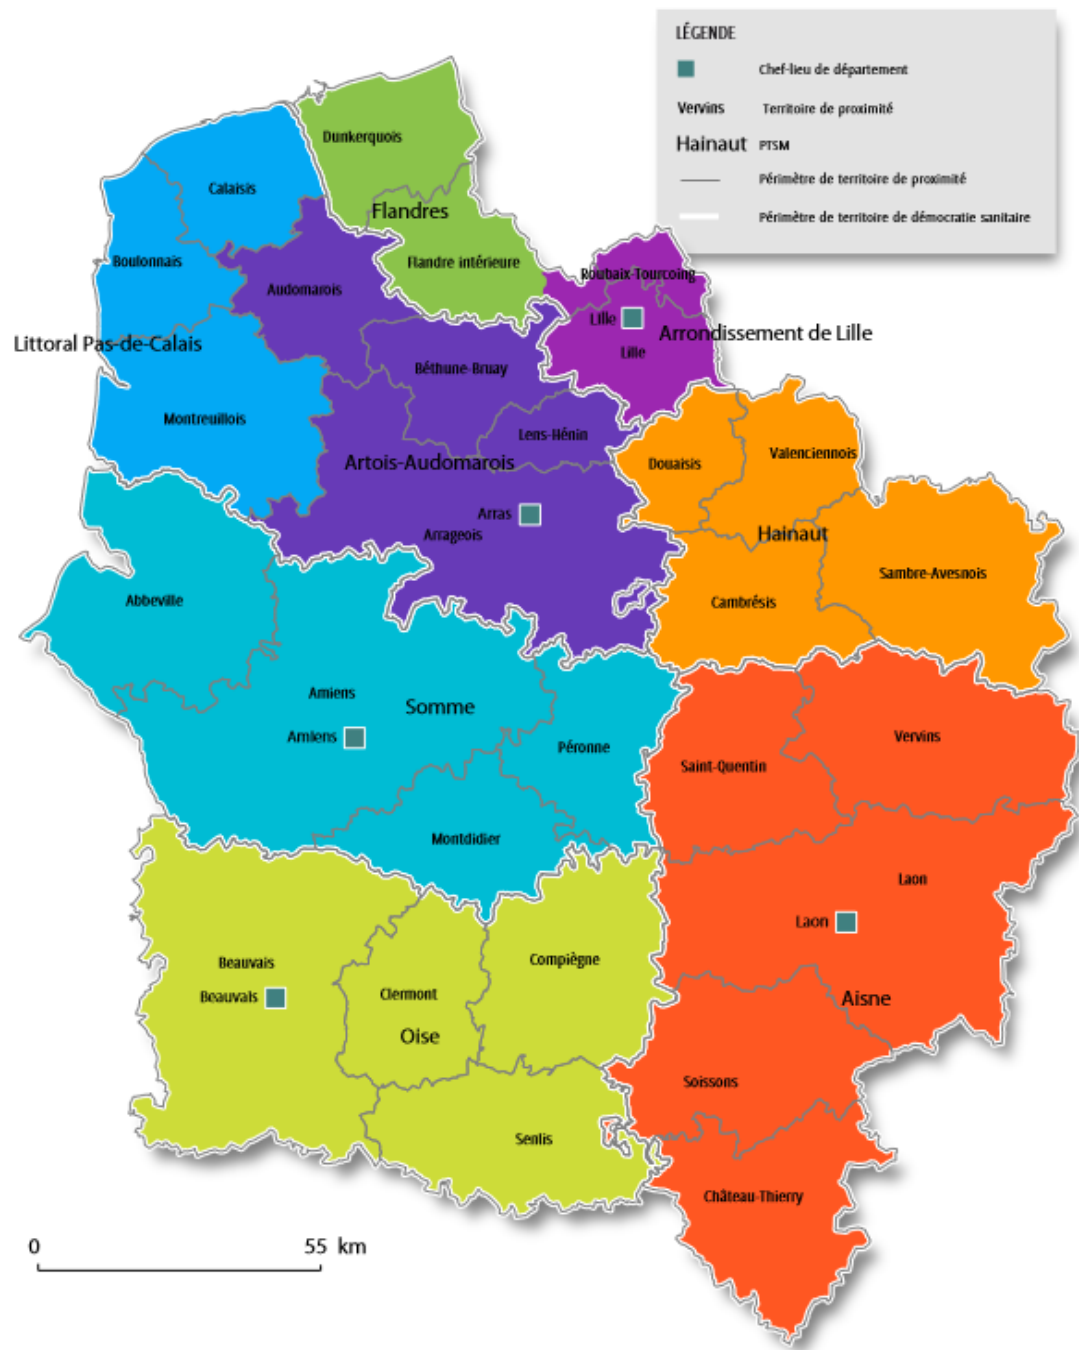 LÉGENDE
Chef-lieu de département
Vervins Territoire de proximité
Hainaut PTSM
Périmètre de territoire de proximité
Périmètre de territoire de démocratie sanitaire
Dunkerquois
Calaisis
Flandres
Boulonnais
Flandre intérieure
Audomarois
Roubaix-Tourcoing
Lille
Arrondissement de Lille
Littoral Pas-de-Calais
Lille
Béthune-Bruay
Montreuillois
Lens-Hénin
Valenciennois
Artois-Audomarois
Douaisis
Arras
Arrageois
Hainaut
Sambre-Avesnois
Abbeville
Cambrésis
Amiens
Somme
Amiens
Péronne
Vervins
Saint-Quentin
Montdidier
Laon
Laon
Beauvais
Compiègne
Beauvais
Clermont
Aisne
Oise
Soissons
Senlis
Château-Thierry
0 55 km